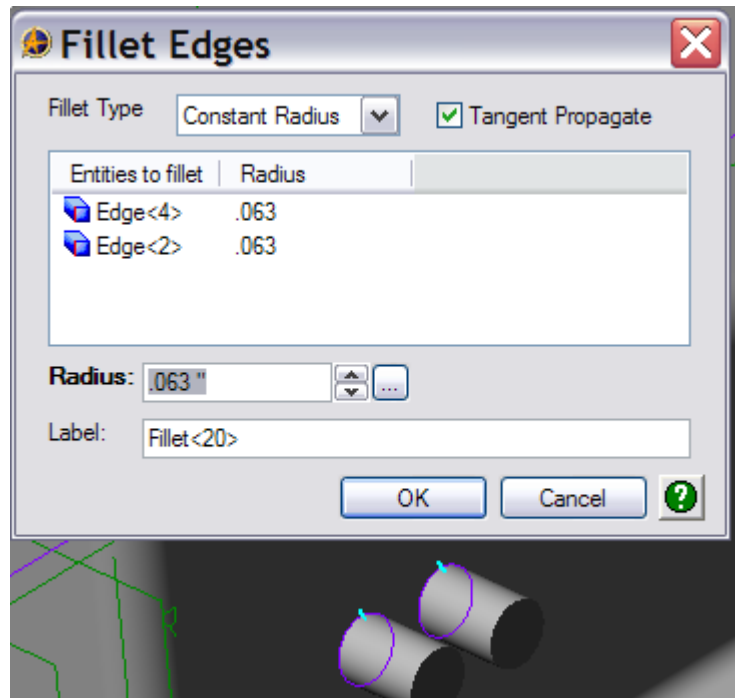 Fillet Edges
Fillet Type Constant Radius Tangent Propagate
Entities to fillet Radius
Edge<4> .063
Edge<2> .063
Radius: .063 " ...
Label: Fillet<20>
OK Cancel ?